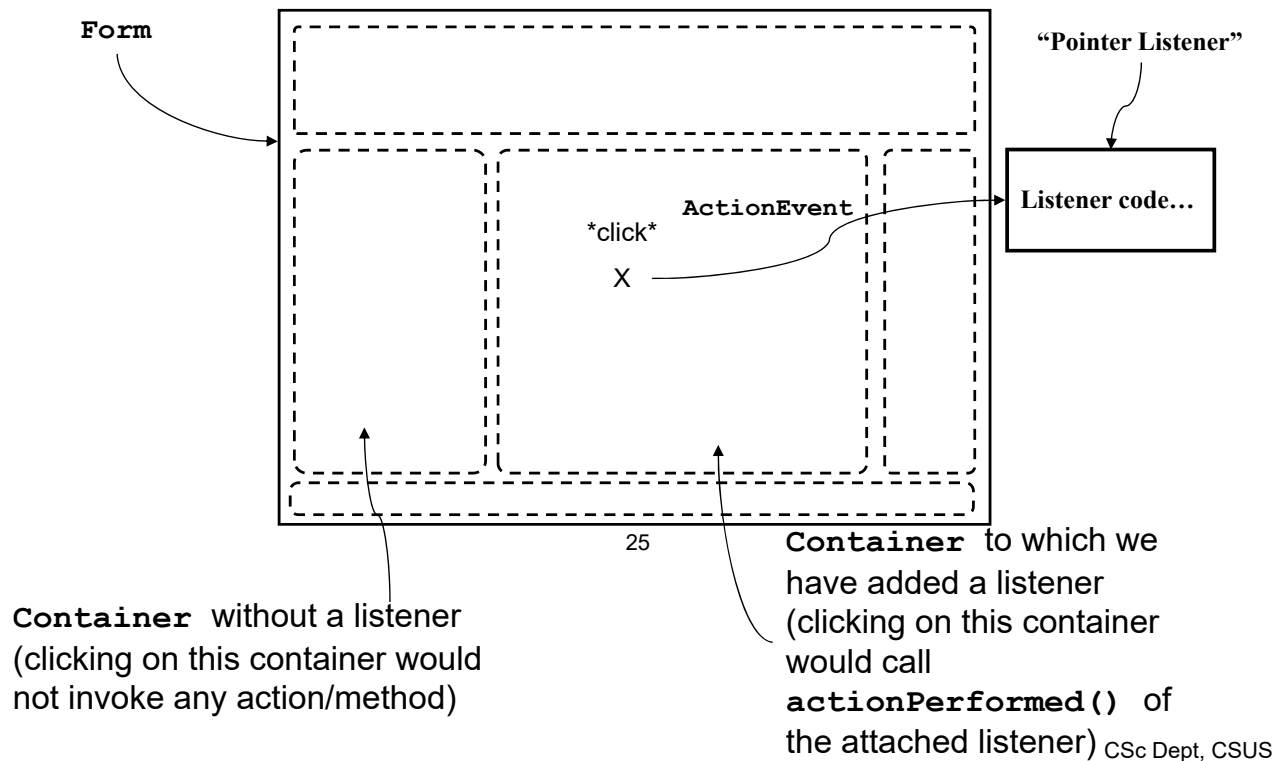 Form
“Pointer Listener”
ActionEvent
Listener code…
*click*
X
25
Container without a listener
(clicking on this container would
not invoke any action/method)
Container to which we
have added a listener
(clicking on this container
would call
actionPerformed() of
the attached listener)
CSc Dept, CSUS